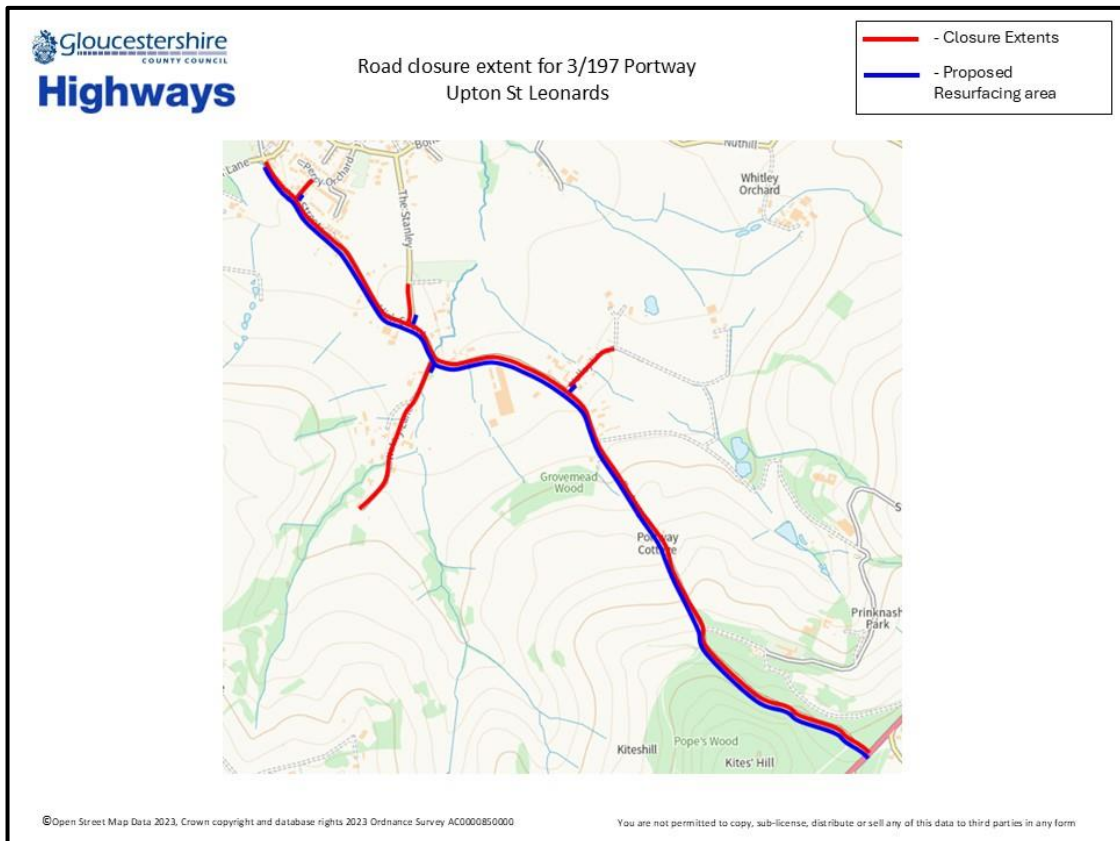 Gloucestershire
COUNTY COUNCIL
Highways
Road closure extent for 3/197 Portway
Upton St Leonards
- Closure Extents
- Proposed
Resurfacing area
Lane
Perry Orchard
The Stanley
Nuthill
Whitley
Orchard
Grovemead
Wood
Portway
Cottage
Prinknash
Park
Pope's Wood
Kiteshill
Kites' Hill
©Open Street Map Data 2023, Crown copyright and database rights 2023 Ordnance Survey AC0000850000
You are not permitted to copy, sub-license, distribute or sell any of this data to third parties in any form